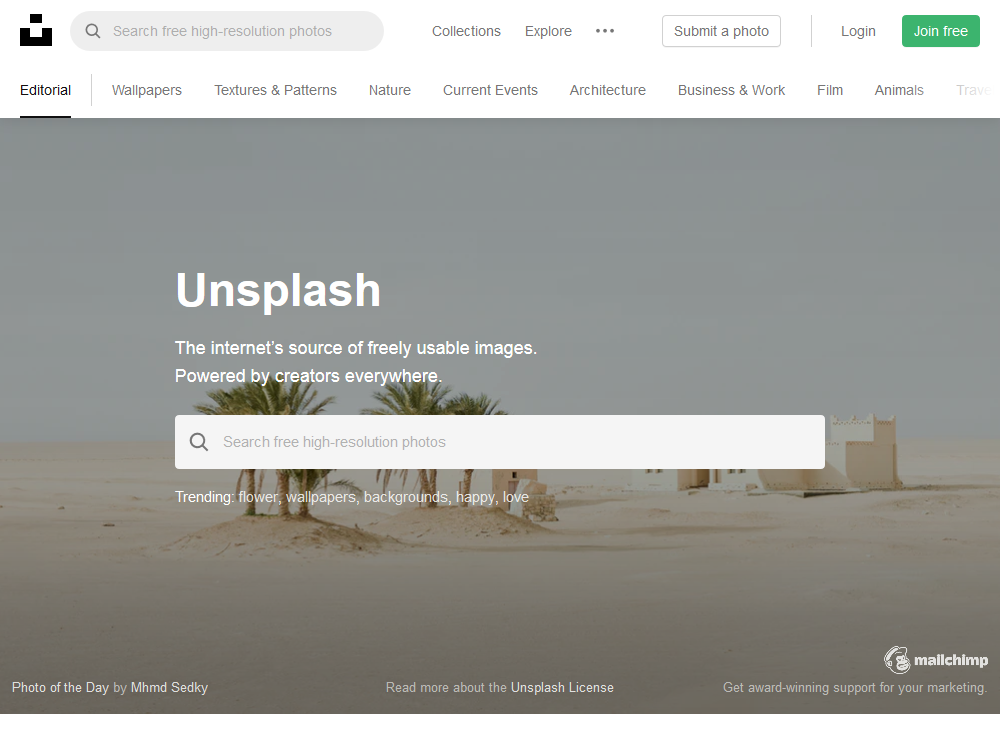 Search free high-resolution photos
Collections
Explore
Submit a photo
Login
Join free
Editorial
Wallpapers
Textures & Patterns
Nature
Current Events
Architecture
Business & Work
Film
Animals
Trave
Unsplash
The internet’s source of freely usable images.
Powered by creators everywhere.
Search free high-resolution photos
Trending: flower, wallpapers, backgrounds, happy, love
mailchimp
Photo of the Day by Mhmd Sedky
Read more about the Unsplash License
Get award-winning support for your marketing.